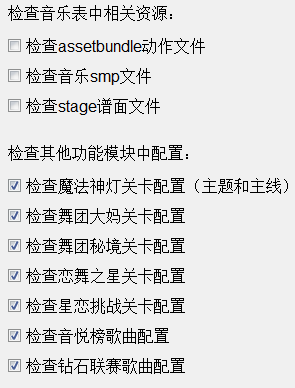 检查音乐表中相关资源：
检查assetbundle动作文件
检查音乐smp文件
检查stage谱面文件
检查其他功能模块中配置：
检查魔法神灯关卡配置（主题和主线）
检查舞团大妈关卡配置
检查舞团秘境关卡配置
检查恋舞之星关卡配置
检查星恋挑战关卡配置
检查音悦榜歌曲配置
检查钻石联赛歌曲配置